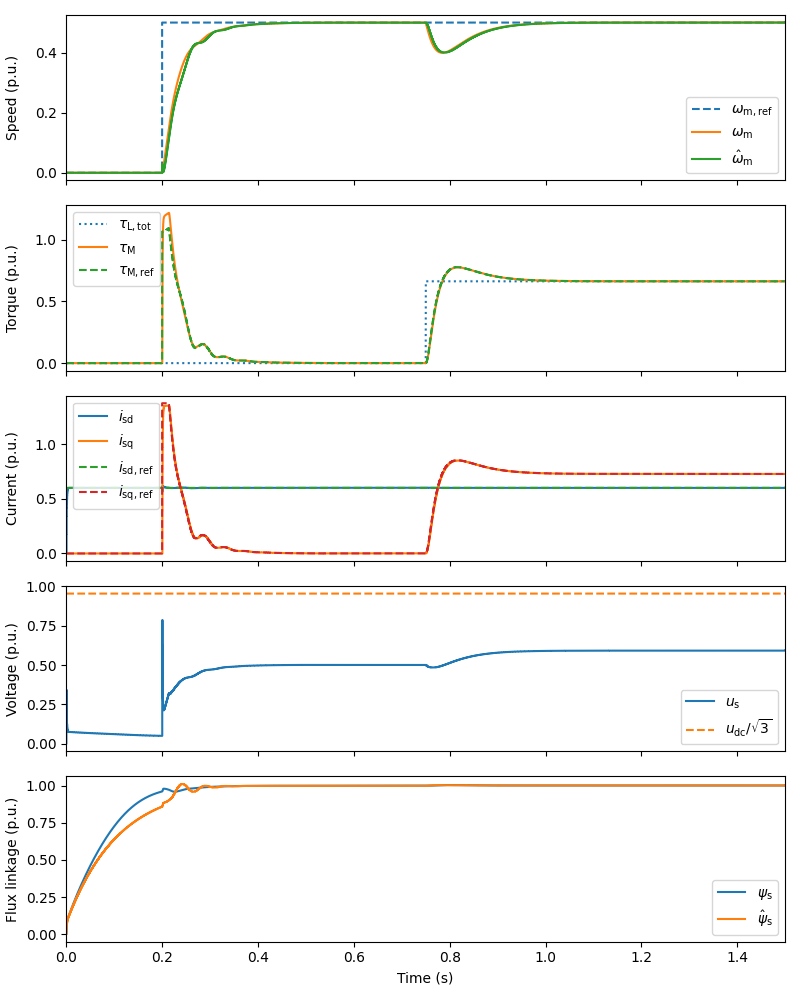 Speed (p.u.)
0.4
0.2
0.0
ω_m,ref
ω_m
ω̂_m
Torque (p.u.)
1.0
0.5
0.0
τ_L,tot
τ_M
τ_M,ref
Current (p.u.)
1.0
0.5
0.0
i_sd
i_sq
i_sd,ref
i_sq,ref
Voltage (p.u.)
1.00
0.75
0.50
0.25
0.00
u_s
u_dc/√3
Flux linkage (p.u.)
1.00
0.75
0.50
0.25
0.00
ψ_s
ψ̂_s
0.0 0.2 0.4 0.6 0.8 1.0 1.2 1.4
Time (s)